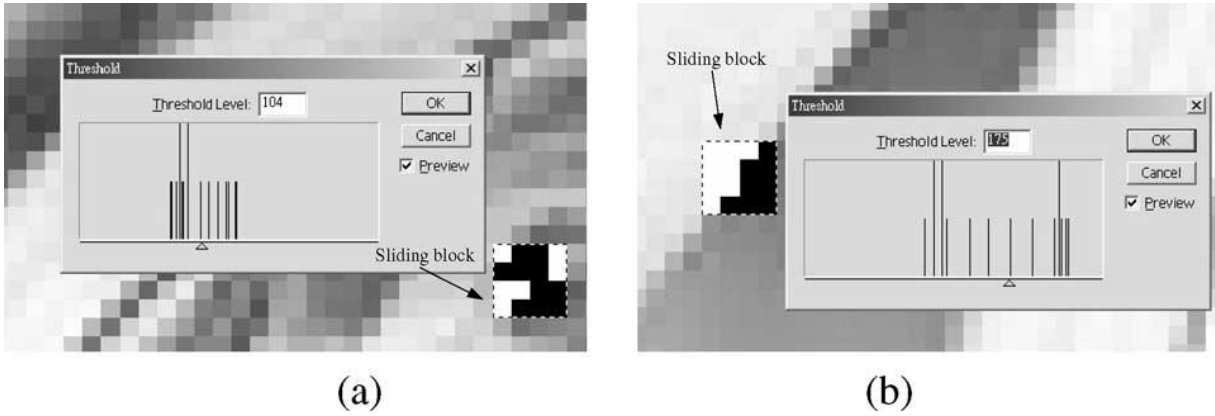 Threshold
Threshold Level: 104
OK
Cancel
Preview
Sliding block
(a)
Sliding block
Threshold
Threshold Level: 175
OK
Cancel
Preview
(b)